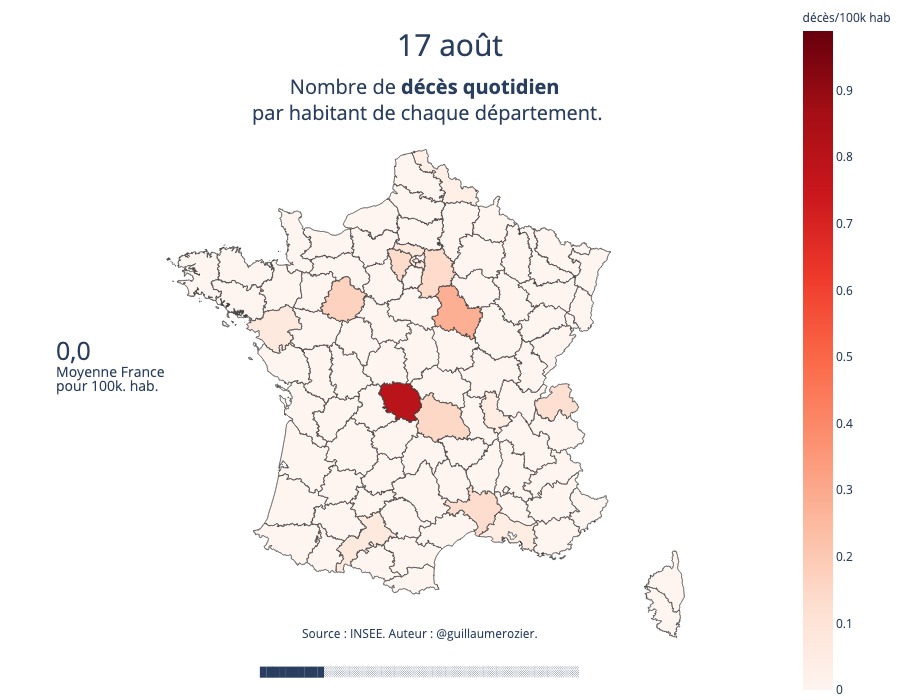 décès/100k hab
17 août
Nombre de décès quotidien
par habitant de chaque département.
0.9
0.8
0.7
0.6
0.5
0.4
0.3
0.2
0.1
0
0,0
Moyenne France
pour 100k. hab.
Source : INSEE. Auteur : @guillaumerozier.